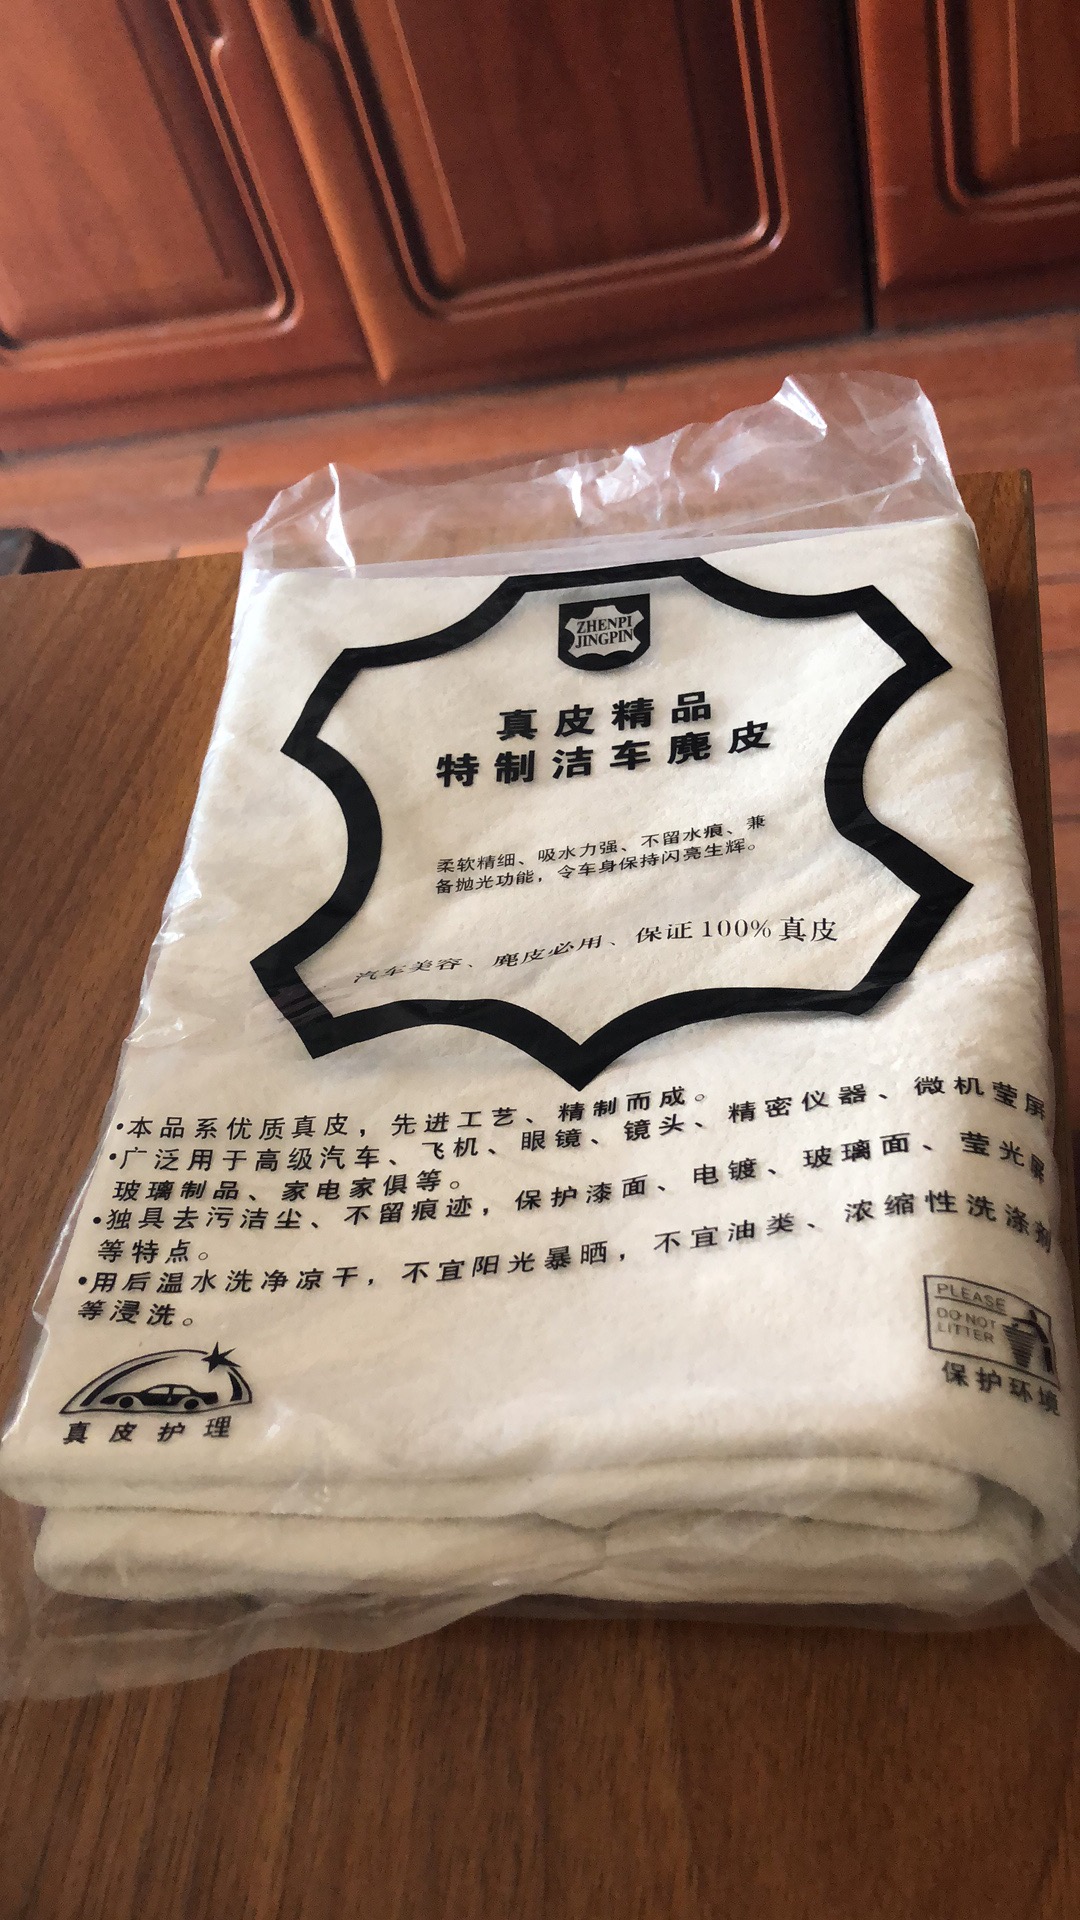 ZHENPI
JINGPIN
真皮精品
特制洁车麂皮
柔软精细、吸水力强、不留水痕、兼
备抛光功能，令车身保持闪亮生辉。
汽车美容、麂皮必用、保证100%真皮
•本品系优质真皮，先进工艺、精制而成。
•广泛用于高级汽车、飞机、眼镜、镜头、精密仪器、微机莹屏
玻璃制品、家电家俱等。
•独具去污洁尘、不留痕迹，保护漆面、电镀、玻璃面、莹光屏
等特点。
•用后温水洗净凉干，不宜阳光暴晒，不宜油类、浓缩性洗涤剂
等浸洗。
PLEASE
DO NOT
LITTER
保护环境
真皮护理